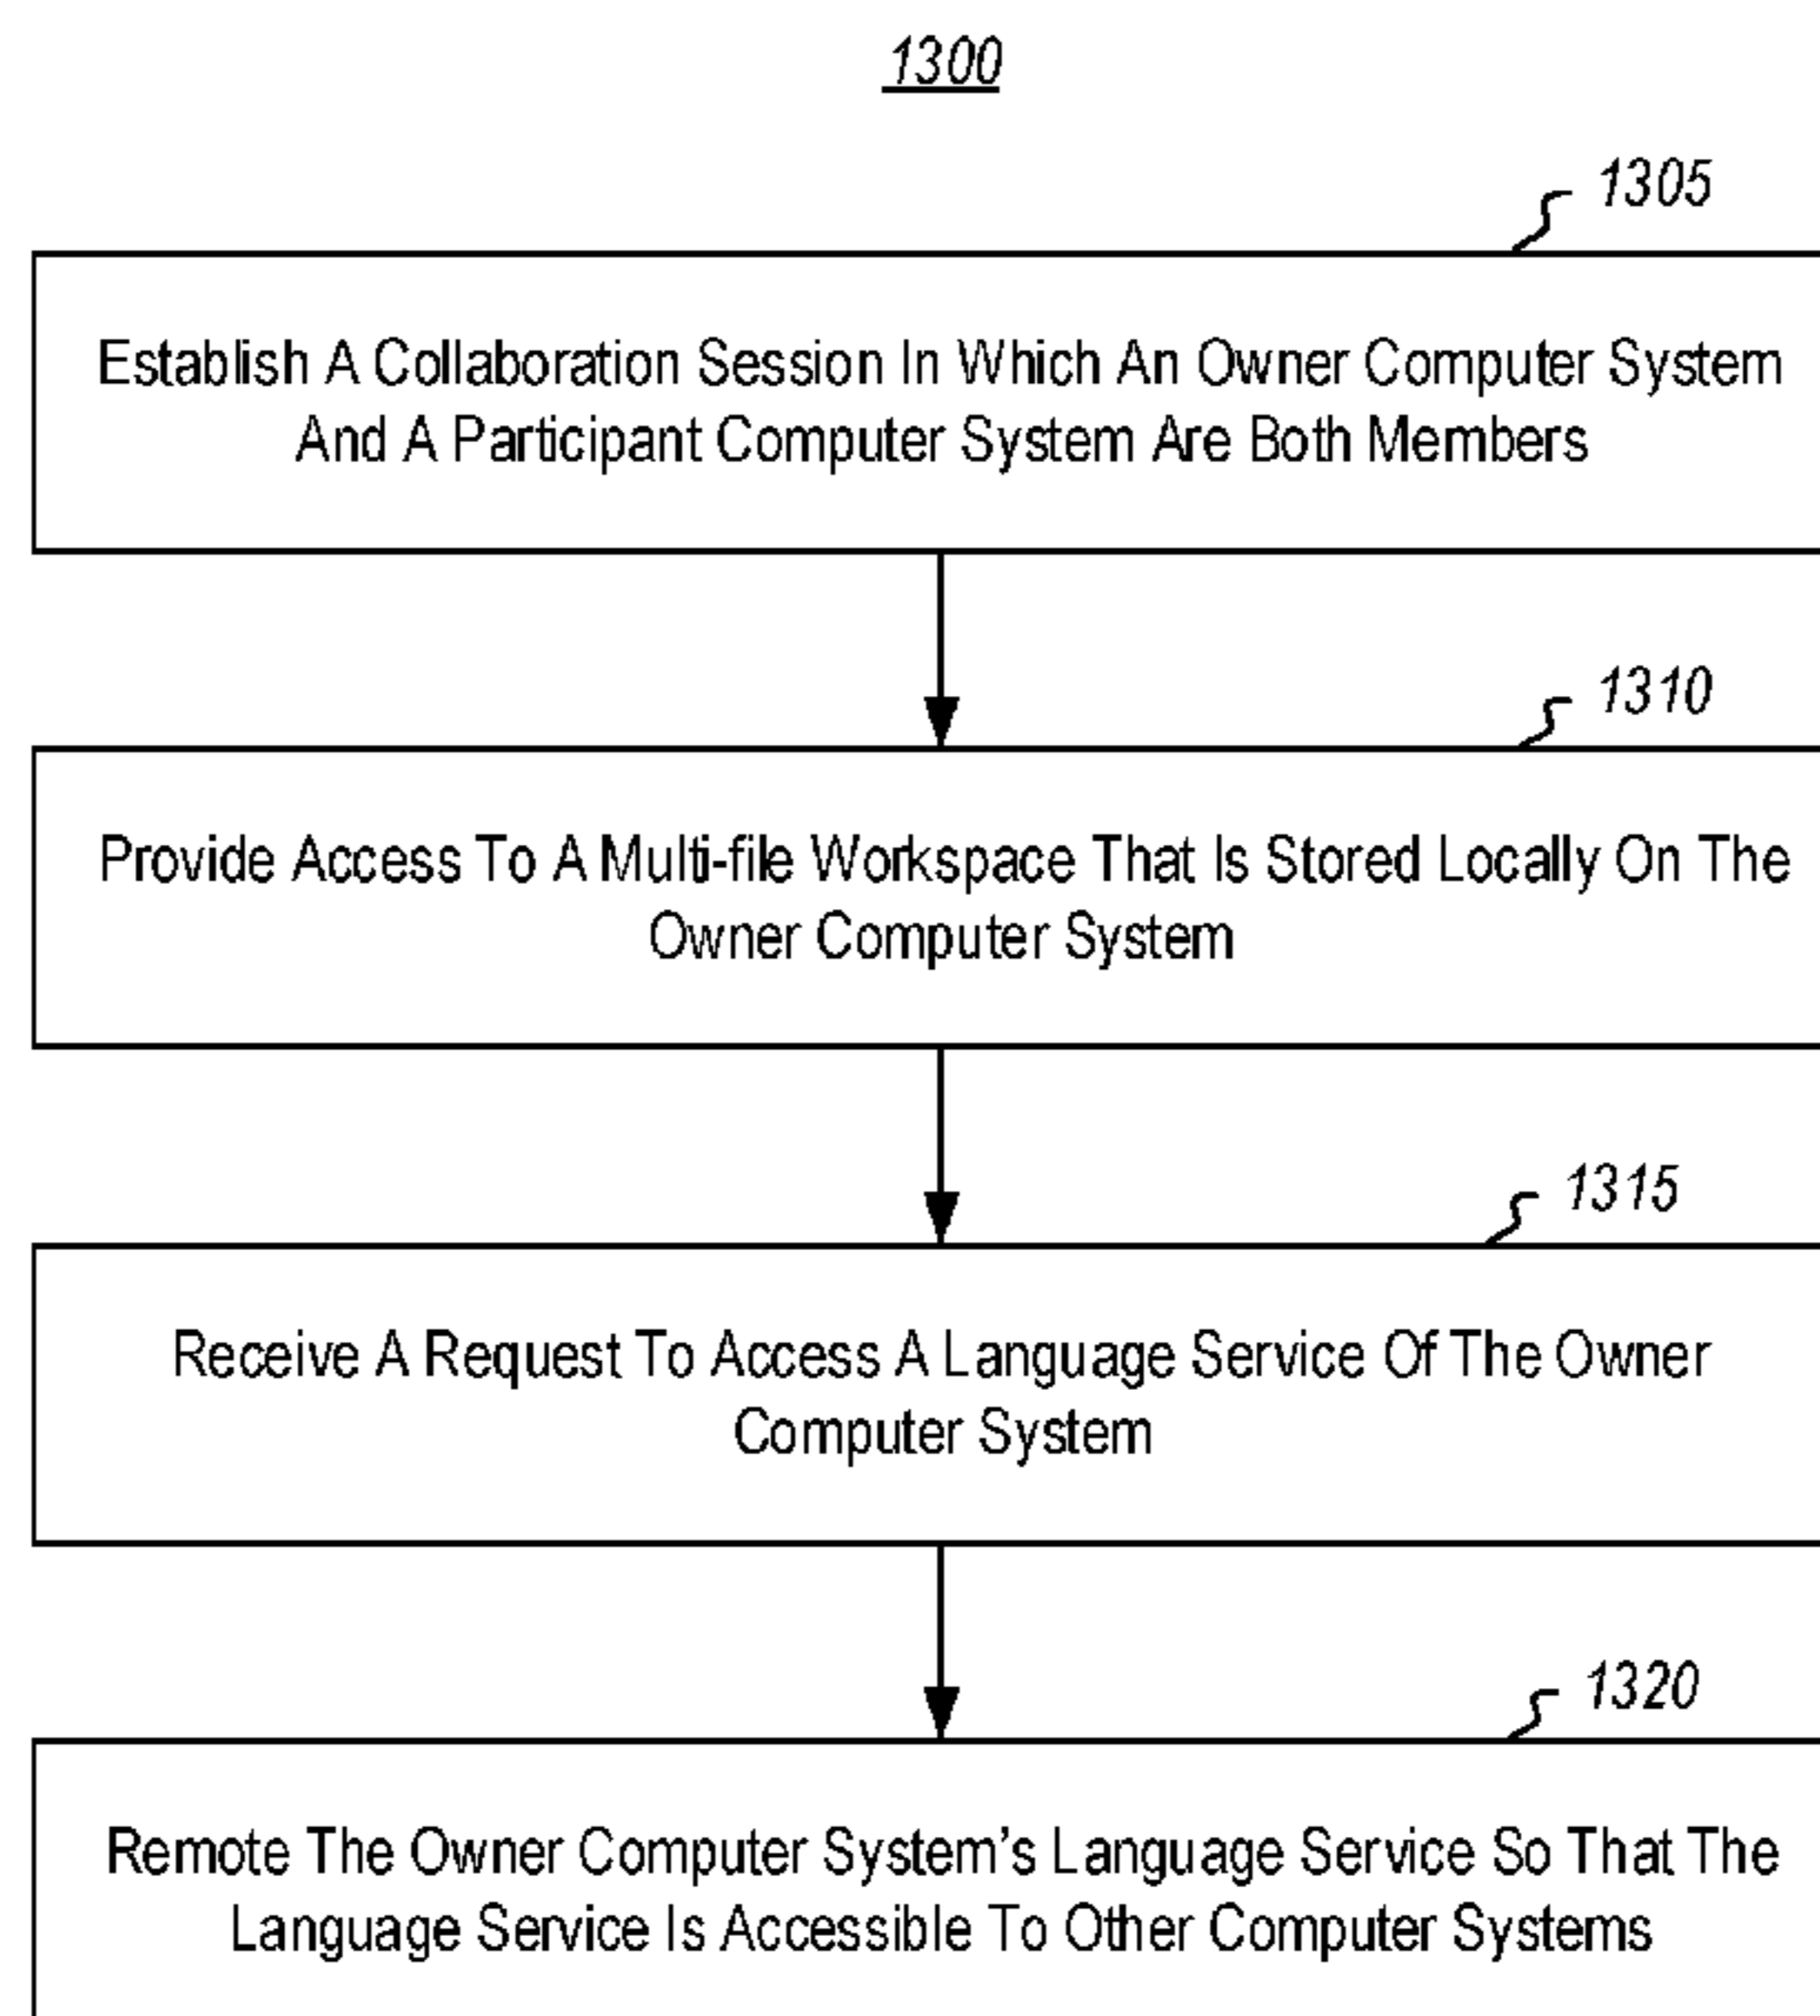 1300
1305
Establish A Collaboration Session In Which An Owner Computer System
And A Participant Computer System Are Both Members
1310
Provide Access To A Multi-file Workspace That Is Stored Locally On The
Owner Computer System
1315
Receive A Request To Access A Language Service Of The Owner
Computer System
1320
Remote The Owner Computer System's Language Service So That The
Language Service Is Accessible To Other Computer Systems